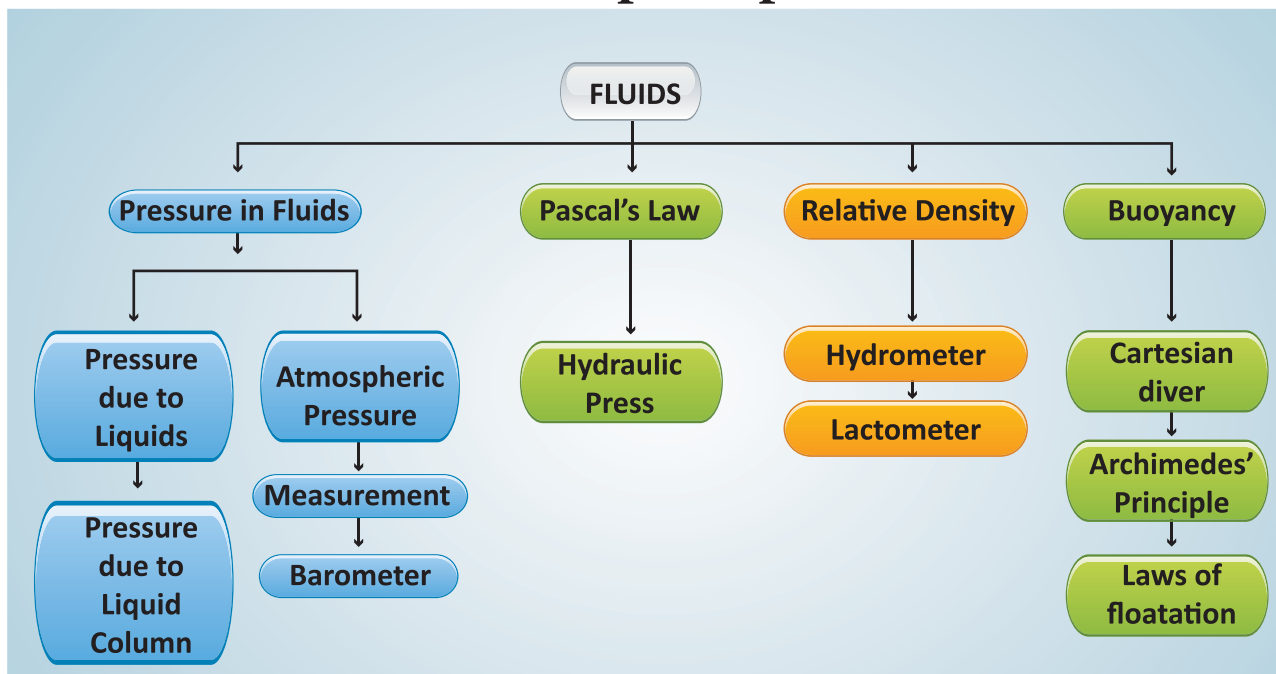 FLUIDS
Pressure in Fluids
Pascal's Law
Relative Density
Buoyancy
Pressure
due to
Liquids
Atmospheric
Pressure
Hydraulic
Press
Hydrometer
Cartesian
diver
Lactometer
Measurement
Archimedes'
Principle
Pressure
due to
Liquid
Column
Barometer
Laws of
floatation